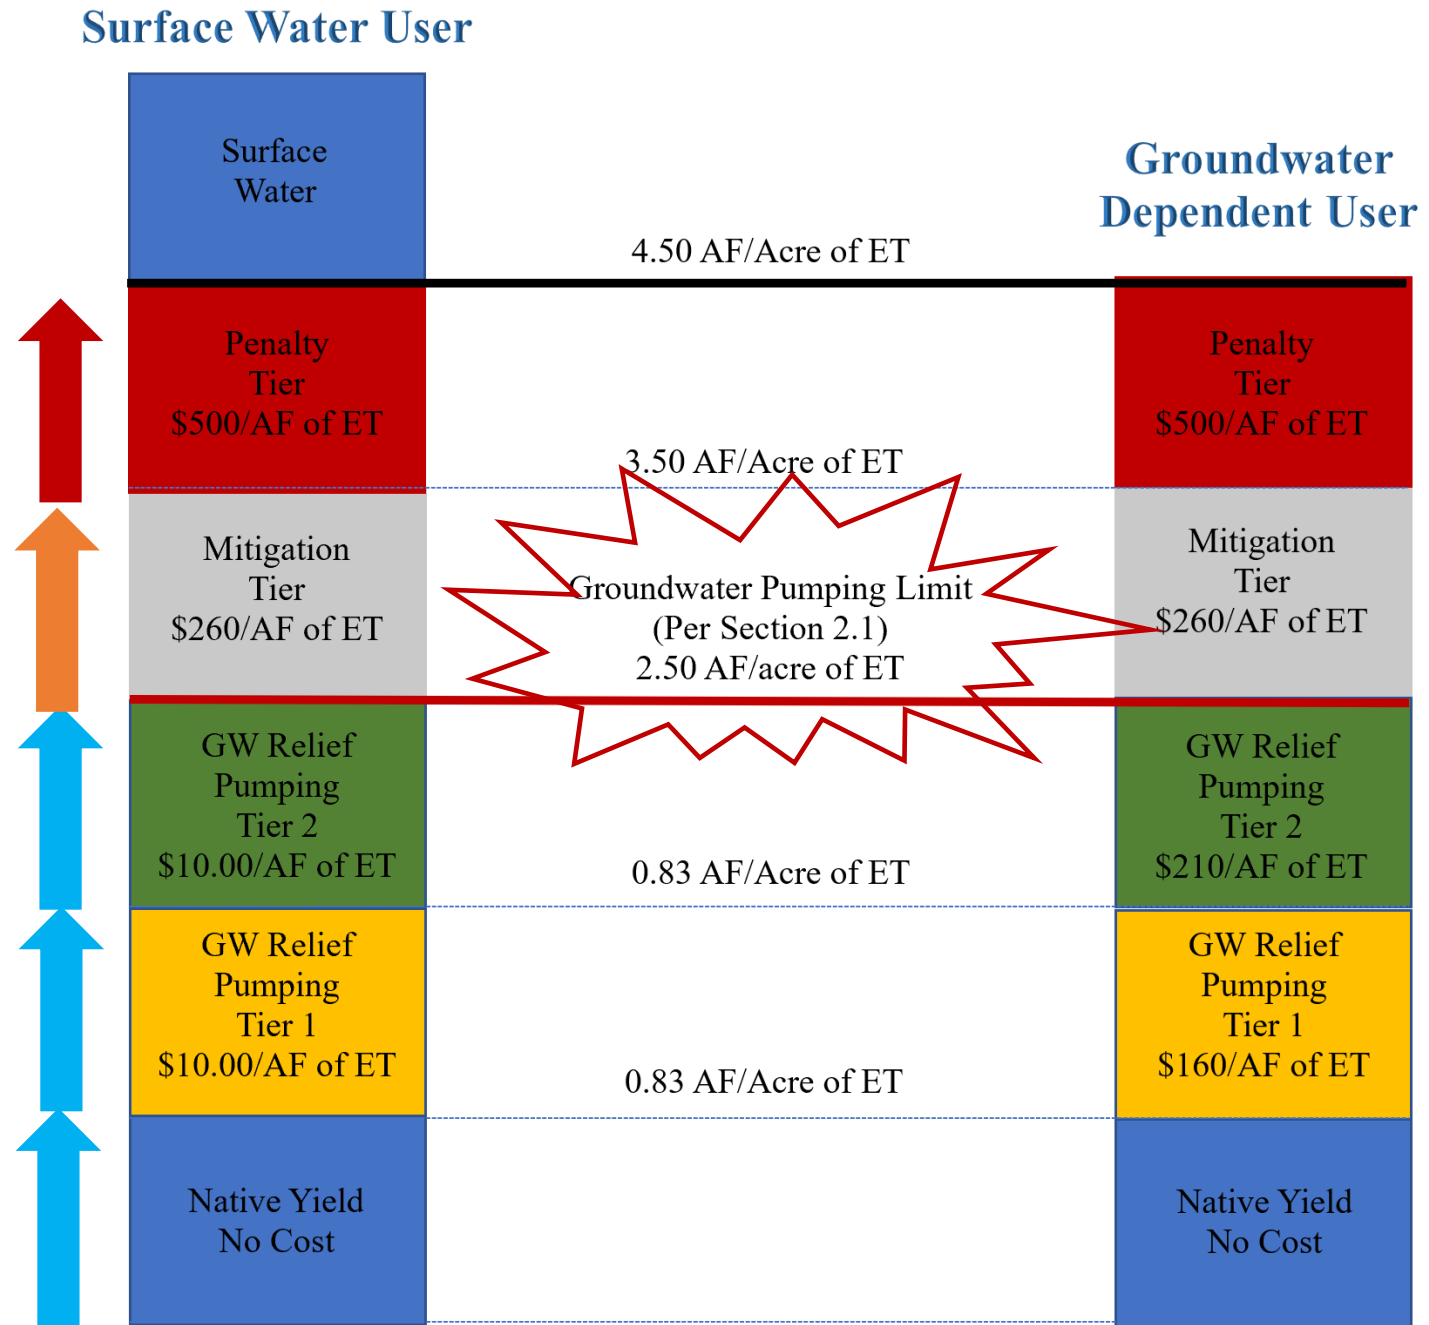 Surface Water User
Surface
Water
Groundwater
Dependent User
4.50 AF/Acre of ET
Penalty
Tier
$500/AF of ET
Penalty
Tier
$500/AF of ET
3.50 AF/Acre of ET
Mitigation
Tier
$260/AF of ET
Groundwater Pumping Limit
(Per Section 2.1)
2.50 AF/acre of ET
Mitigation
Tier
$260/AF of ET
GW Relief
Pumping
Tier 2
$10.00/AF of ET
GW Relief
Pumping
Tier 2
$210/AF of ET
0.83 AF/Acre of ET
GW Relief
Pumping
Tier 1
$10.00/AF of ET
GW Relief
Pumping
Tier 1
$160/AF of ET
0.83 AF/Acre of ET
Native Yield
No Cost
Native Yield
No Cost